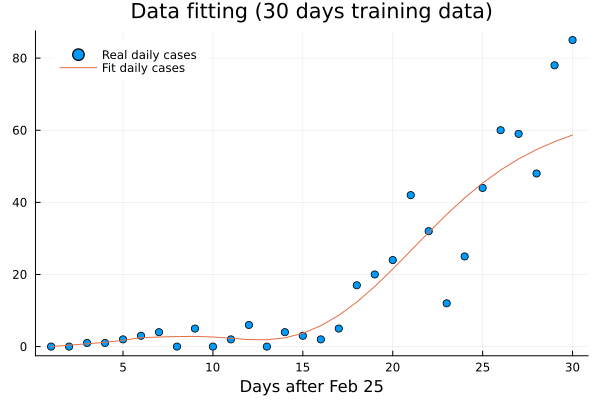 Data fitting (30 days training data)
Real daily cases
Fit daily cases
80
60
40
20
0
5 10 15 20 25 30
Days after Feb 25